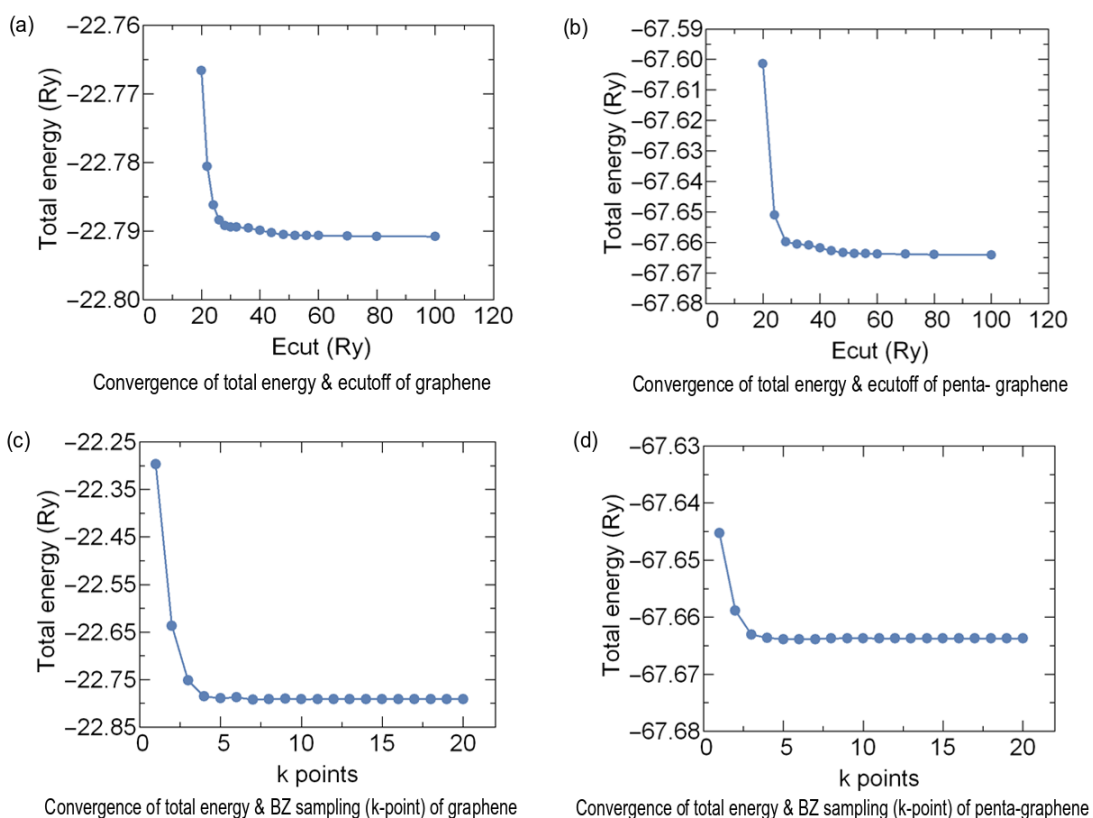 (a)
−22.76
−22.77
−22.78
−22.79
−22.80
Total energy (Ry)
0 20 40 60 80 100 120
Ecut (Ry)
Convergence of total energy & ecutoff of graphene
(b)
−67.59
−67.60
−67.61
−67.62
−67.63
−67.64
−67.65
−67.66
−67.67
−67.68
Total energy (Ry)
0 20 40 60 80 100 120
Ecut (Ry)
Convergence of total energy & ecutoff of penta- graphene
(c)
−22.25
−22.35
−22.45
−22.55
−22.65
−22.75
−22.85
Total energy (Ry)
0 5 10 15 20
k points
Convergence of total energy & BZ sampling (k-point) of graphene
(d)
−67.63
−67.64
−67.65
−67.66
−67.67
−67.68
Total energy (Ry)
0 5 10 15 20
k points
Convergence of total energy & BZ sampling (k-point) of penta-graphene